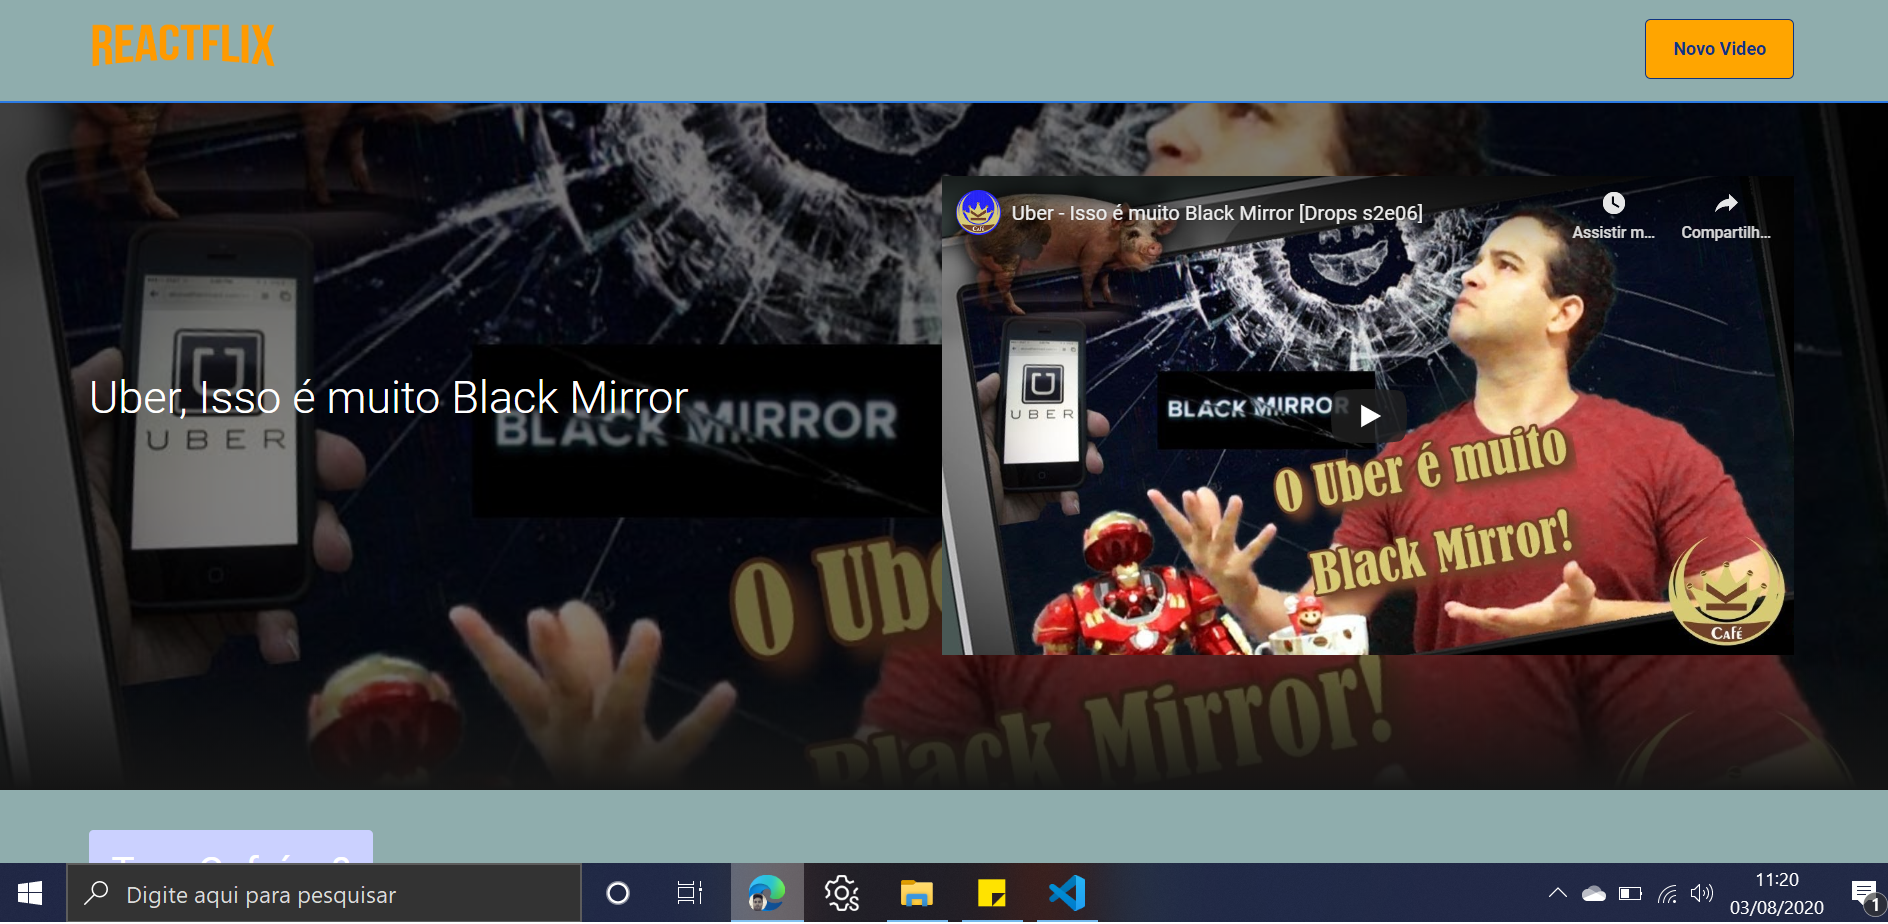 REACTFLIX
Novo Video
Uber - Isso é muito Black Mirror [Drops s2e06]
Assistir m...
Compartilh...
UBER
BLACK MIRROR
O Uber é muito
Black Mirror!
Café
Uber, Isso é muito Black Mirror
UBER
BLACK MIRROR
O Ub
Black Mirror!
Digite aqui para pesquisar
11:20
03/08/2020
1